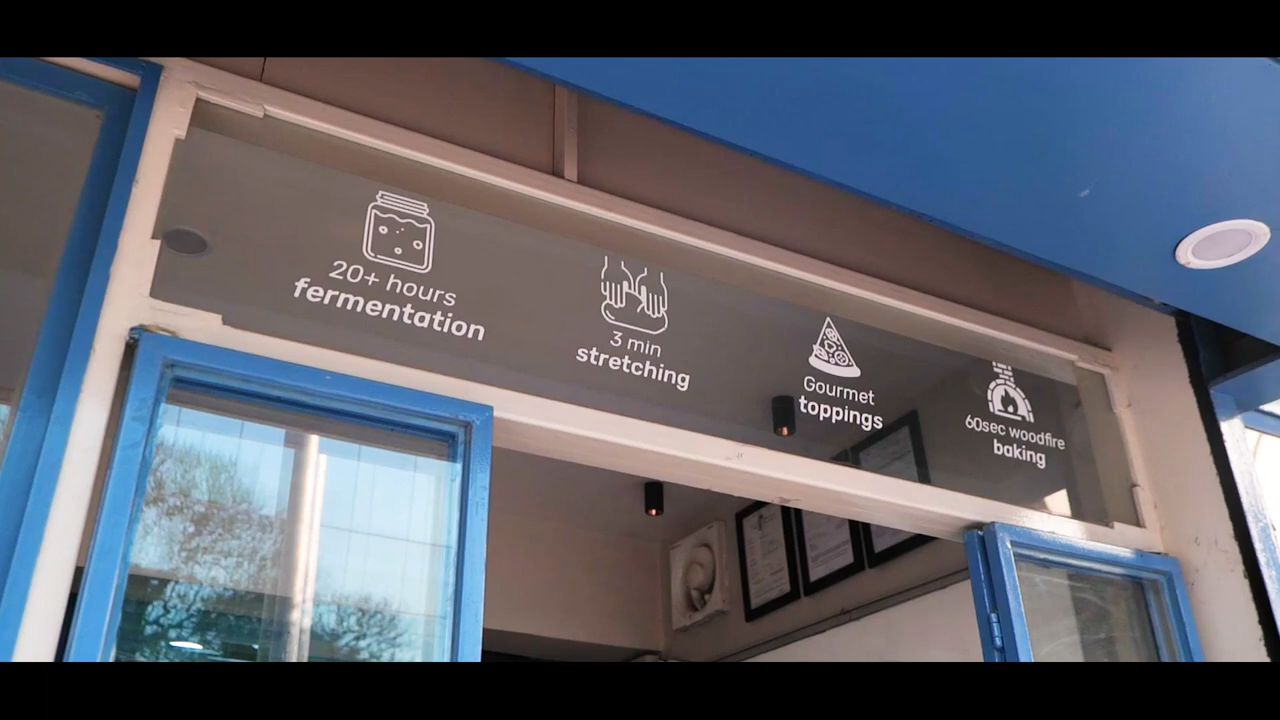 20+ hours
fermentation
3 min
stretching
Gourmet
toppings
60sec woodfire
baking